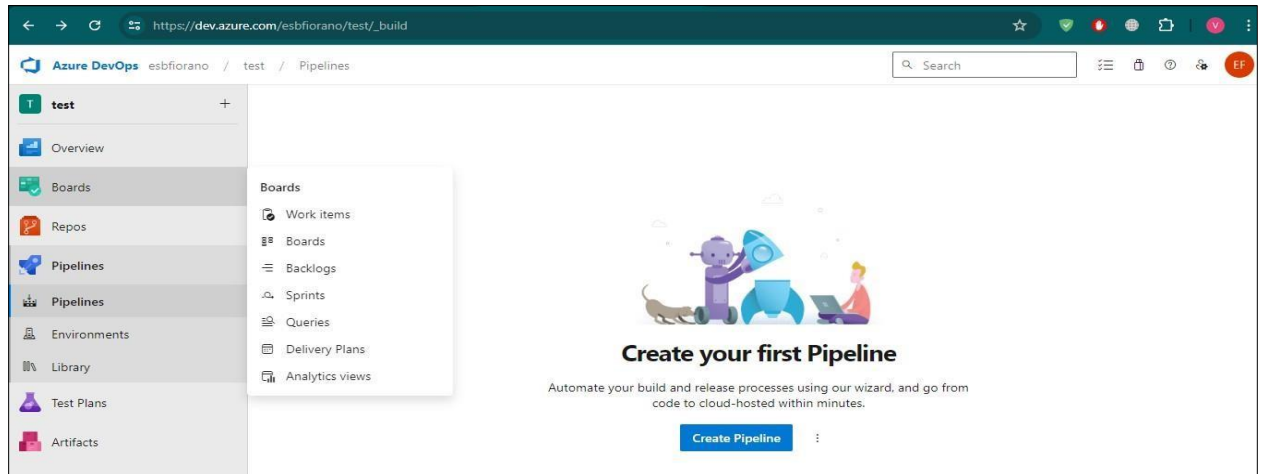 https://dev.azure.com/esbfiorano/test/_build
V
Azure DevOps esbfiorano / test / Pipelines
Search
EF
T test +
Overview
Boards
Repos
Pipelines
Pipelines
Environments
Library
Test Plans
Artifacts
Boards
Work items
Boards
Backlogs
Sprints
Queries
Delivery Plans
Analytics views
Create your first Pipeline
Automate your build and release processes using our wizard, and go from
code to cloud-hosted within minutes.
Create Pipeline